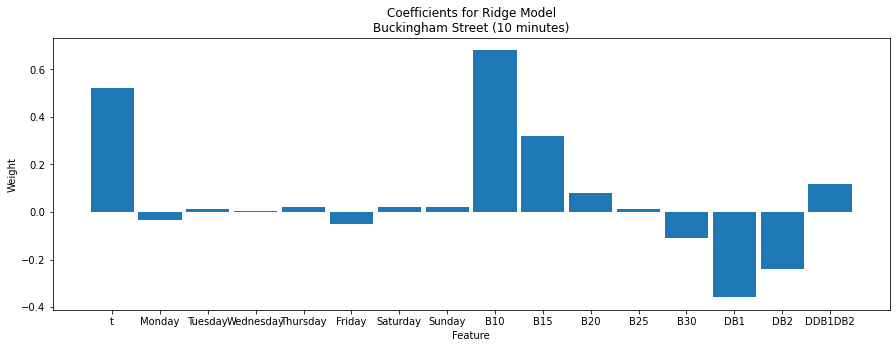 Coefficients for Ridge Model
Buckingham Street (10 minutes)
Weight
0.6
0.4
0.2
0.0
−0.2
−0.4
t Monday Tuesday Wednesday Thursday Friday Saturday Sunday B10 B15 B20 B25 B30 DB1 DB2 DDB1DB2
Feature